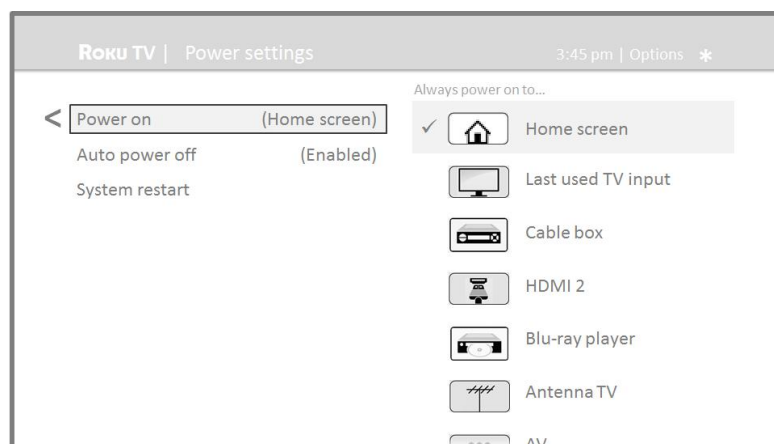 ROKU TV | Power settings
3:45 pm | Options *
Always power on to...
< Power on (Home screen)
Auto power off (Enabled)
System restart
✓ Home screen
Last used TV input
Cable box
HDMI 2
Blu-ray player
Antenna TV
AV